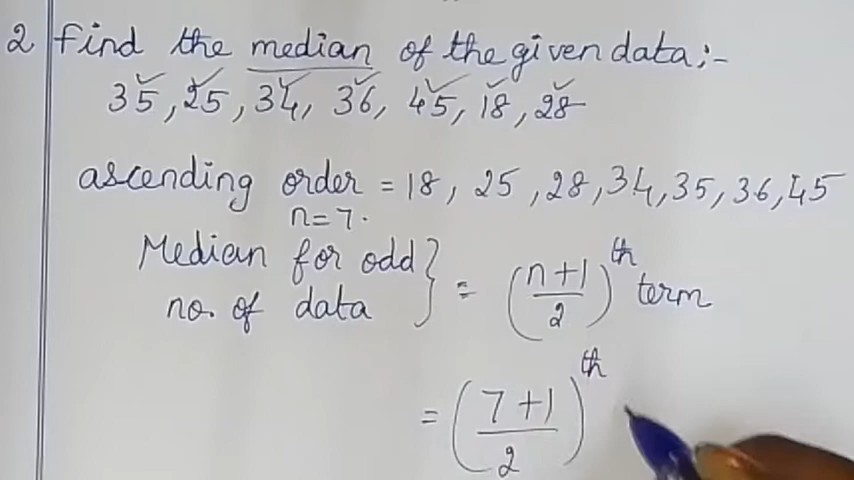 2 find the median of the given data;-
35, 25, 34, 36, 45, 18, 28
ascending order = 18, 25, 28, 34, 35, 36, 45
n=7.
Median for odd no. of data } = (n+1/2)th term
= (7+1/2)th